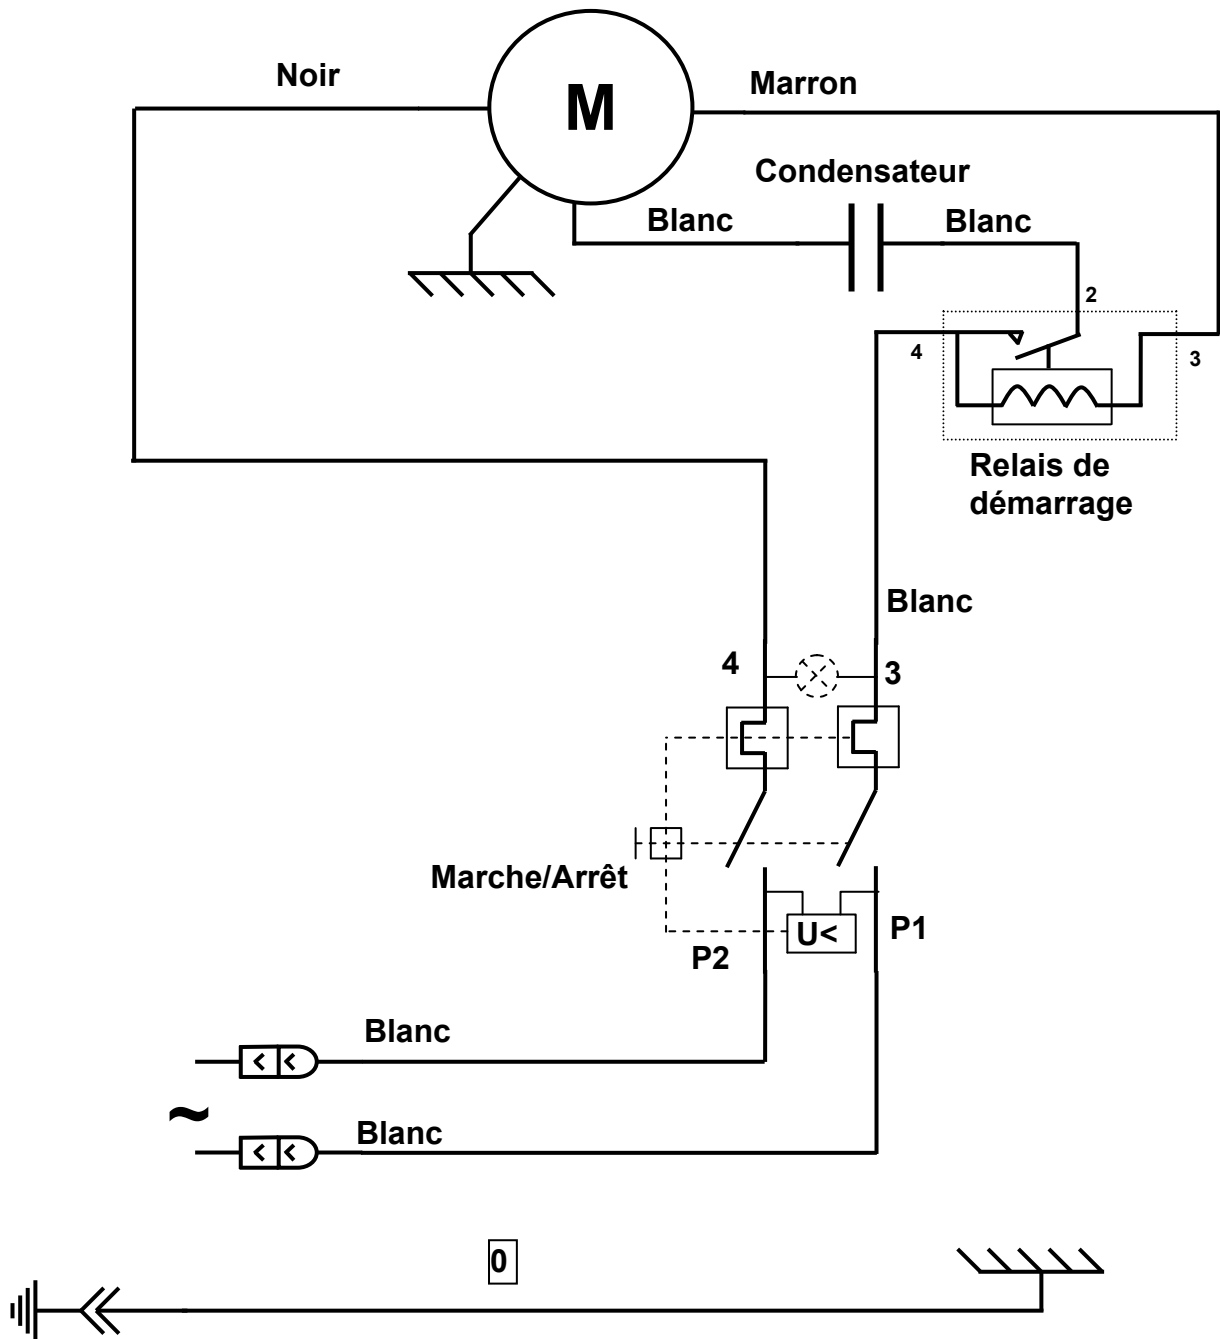 Noir
M
Marron
Condensateur
Blanc
Blanc
2
4
3
Relais de
démarrage
Blanc
4
3
Marche/Arrêt
U<
P1
P2
Blanc
~
Blanc
0